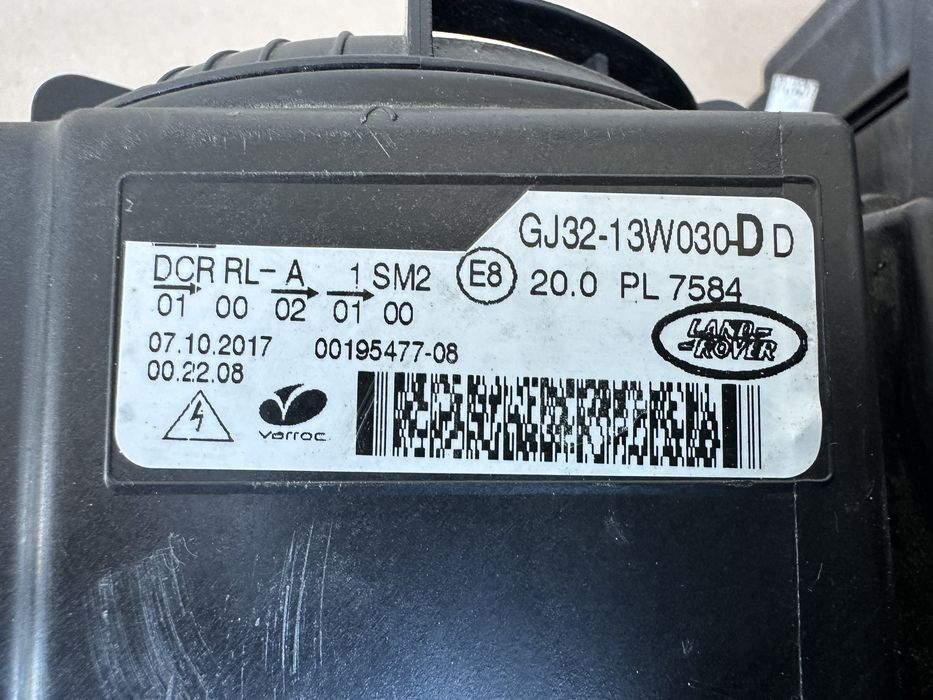 GJ32-13W030-D D
DCR RL-A 1 SM2
01 00 02 01 00
E8
20.0 PL 7584
LAND-
-ROVER
07.10.2017 00195477-08
00.22.08
varroc